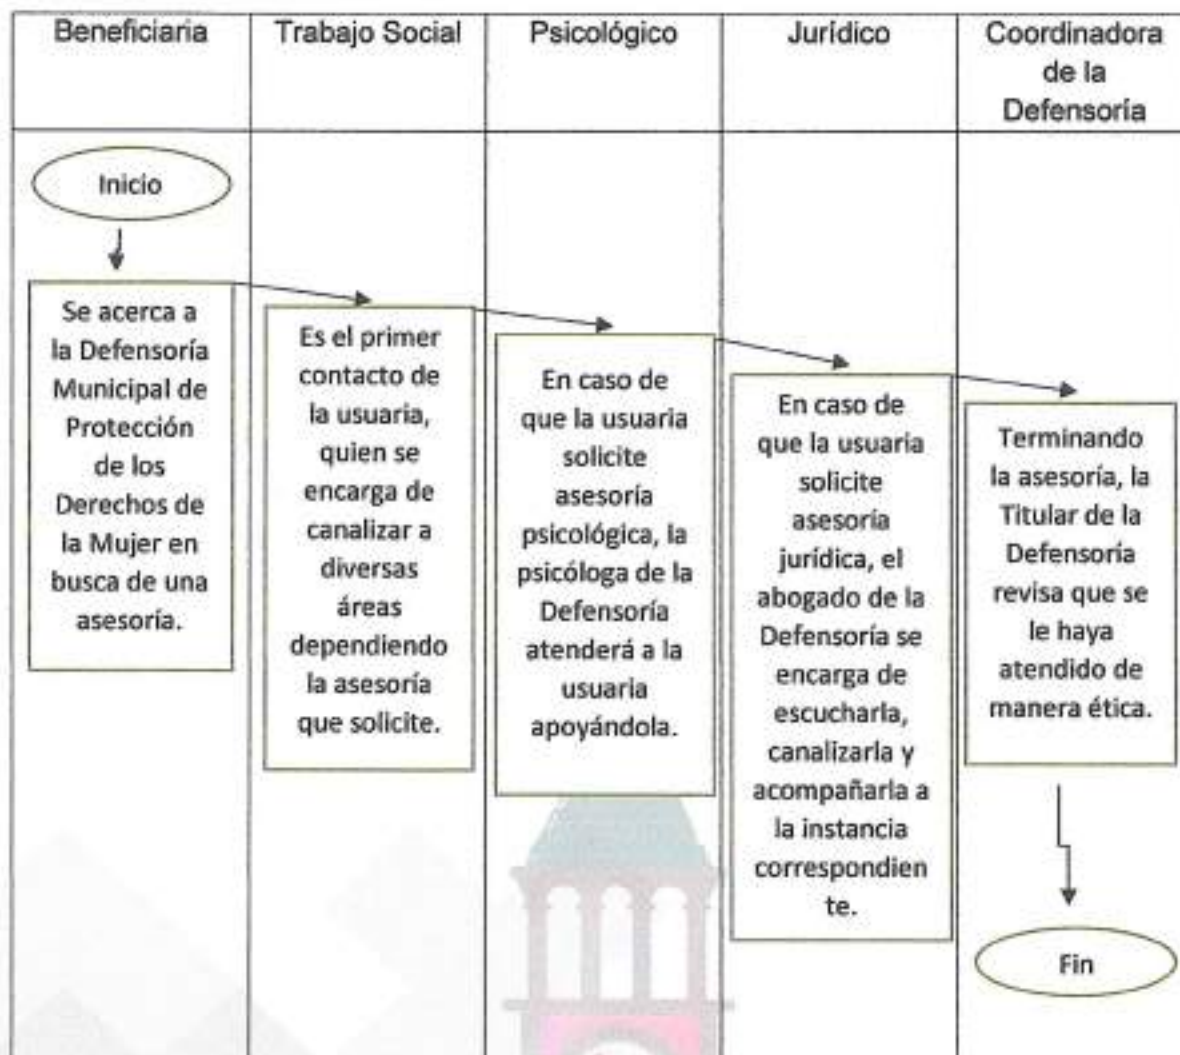 Beneficiaria
Trabajo Social
Psicológico
Jurídico
Coordinadora
de la
Defensoría
Inicio
Se acerca a
la Defensoría
Municipal de
Protección
de los
Derechos de
la Mujer en
busca de una
asesoría.
Es el primer
contacto de
la usuaria,
quien se
encarga de
canalizar a
diversas
áreas
dependiendo
la asesoría
que solicite.
En caso de
que la usuaria
solicite
asesoría
psicológica, la
psicóloga de la
Defensoría
atenderá a la
usuaria
apoyándola.
En caso de
que la usuaria
solicite
asesoría
jurídica, el
abogado de la
Defensoría se
encarga de
escucharla,
canalizarla y
acompañarla a
la instancia
correspondien
te.
Terminando
la asesoría, la
Titular de la
Defensoría
revisa que se
le haya
atendido de
manera ética.
Fin